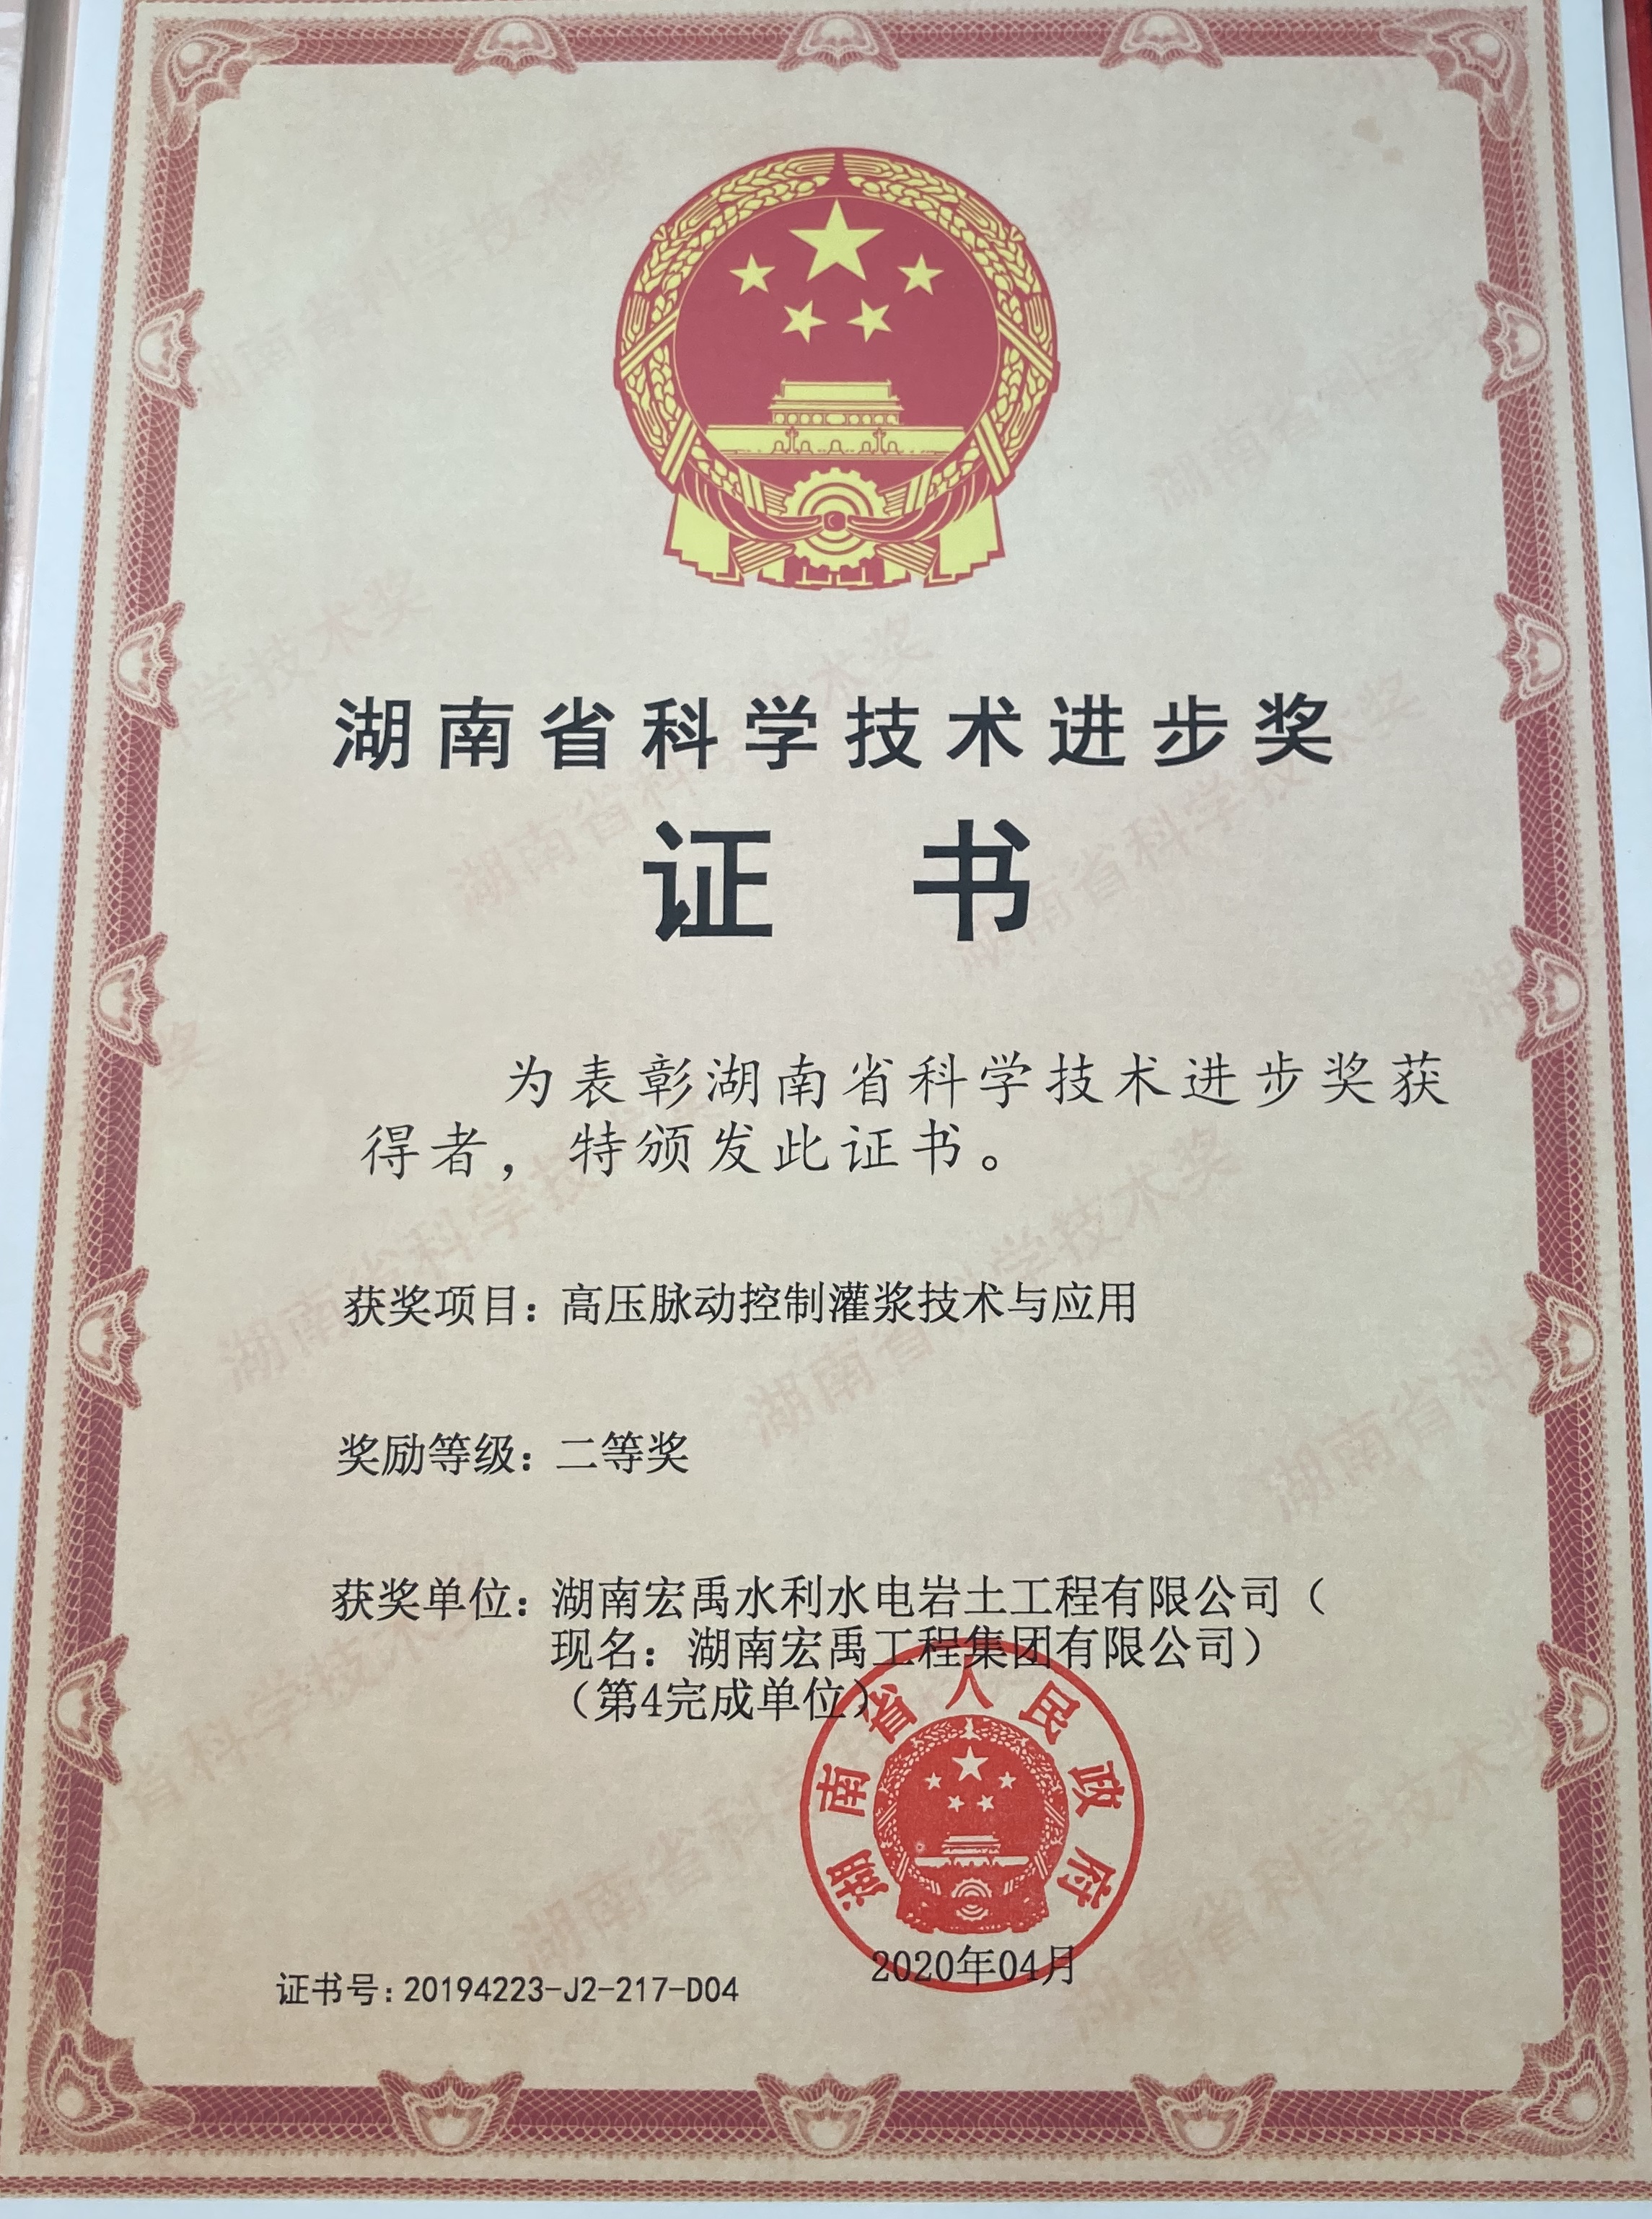 湖南省科学技术进步奖
证书
为表彰湖南省科学技术进步奖获
得者，特颁发此证书。
获奖项目：高压脉动控制灌浆技术与应用
奖励等级：二等奖
获奖单位：湖南宏禹水利水电岩土工程有限公司（
现名：湖南宏禹工程集团有限公司）
（第4完成单位）
湖南省人民政府
2020年04月
证书号：20194223-J2-217-D04